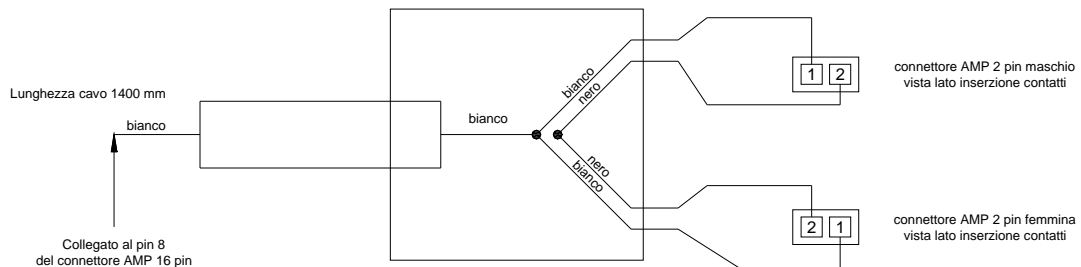 bianco
nero
1 2
connettore AMP 2 pin maschio
vista lato inserzione contatti
Lunghezza cavo 1400 mm
bianco
bianco
nero
bianco
2 1
connettore AMP 2 pin femmina
vista lato inserzione contatti
Collegato al pin 8
del connettore AMP 16 pin